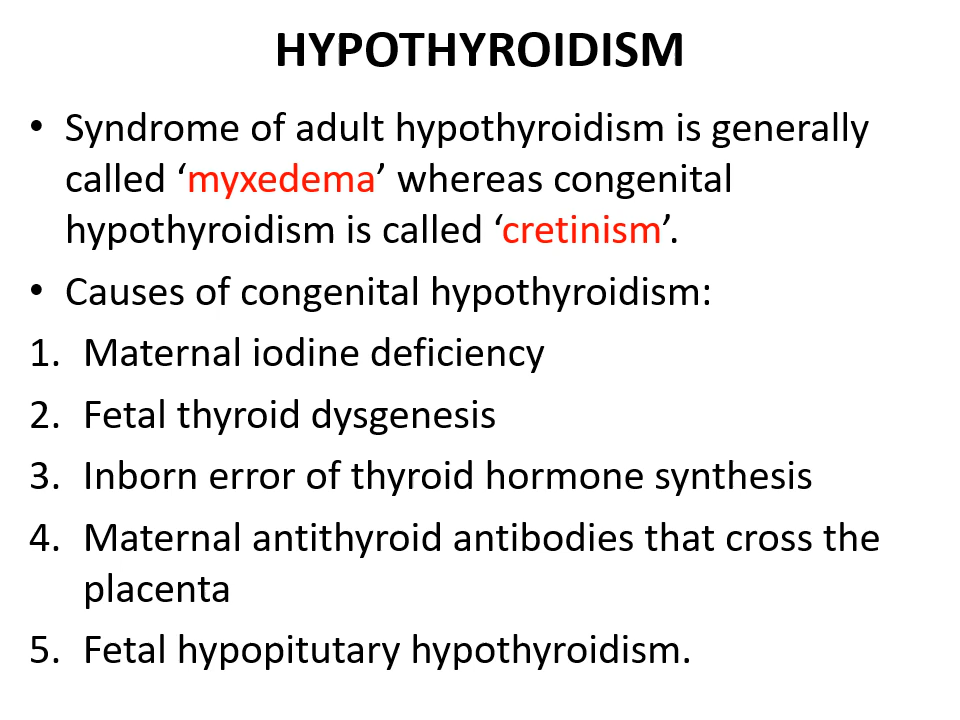 HYPOTHYROIDISM
• Syndrome of adult hypothyroidism is generally
called ‘myxedema’ whereas congenital
hypothyroidism is called ‘cretinism’.
• Causes of congenital hypothyroidism:
1. Maternal iodine deficiency
2. Fetal thyroid dysgenesis
3. Inborn error of thyroid hormone synthesis
4. Maternal antithyroid antibodies that cross the
placenta
5. Fetal hypopitutary hypothyroidism.